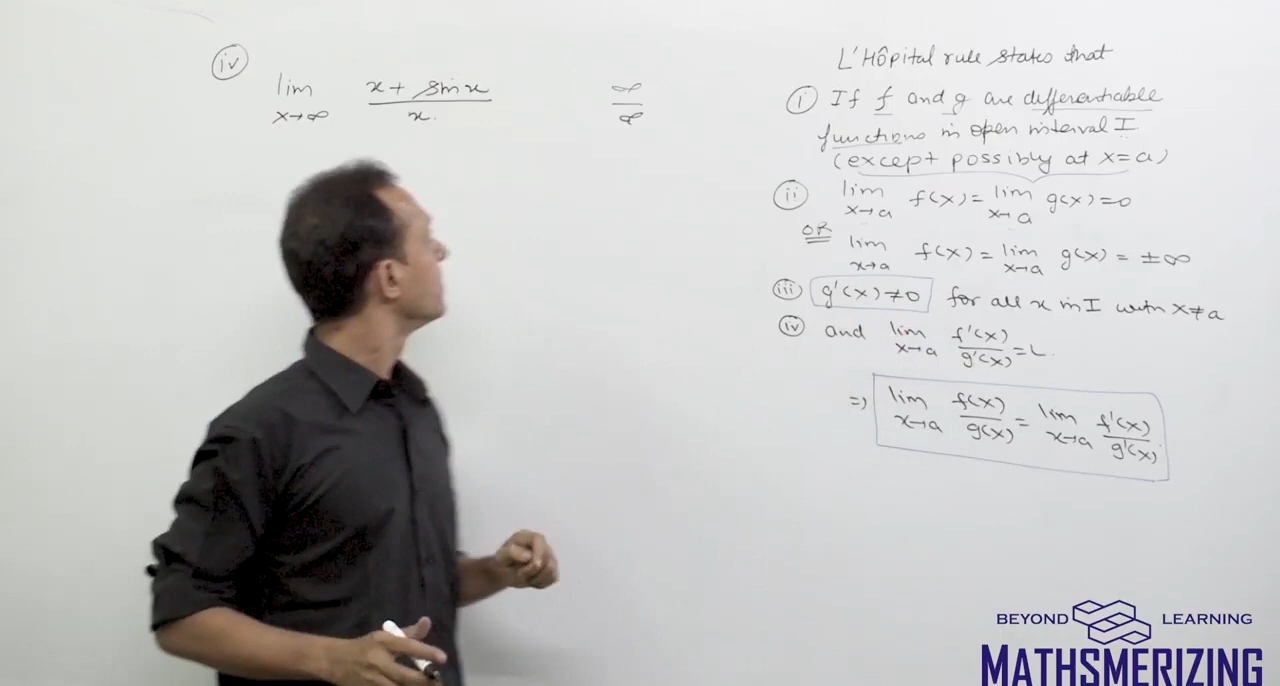 iv
lim x→∞ x + sin x / x. ∞/∞
L'Hôpital rule states that
i If f and g are differentiable
functions in open interval I
(except possibly at x=a)
ii lim x→a f(x) = lim x→a g(x) = 0
OR lim x→a f(x) = lim x→a g(x) = ±∞
iii g'(x) ≠ 0 for all x in I with x≠a
iv and lim x→a f'(x)/g'(x) = L.
⇒ lim x→a f(x)/g(x) = lim x→a f'(x)/g'(x)
BEYOND LEARNING
MATHSMERIZING